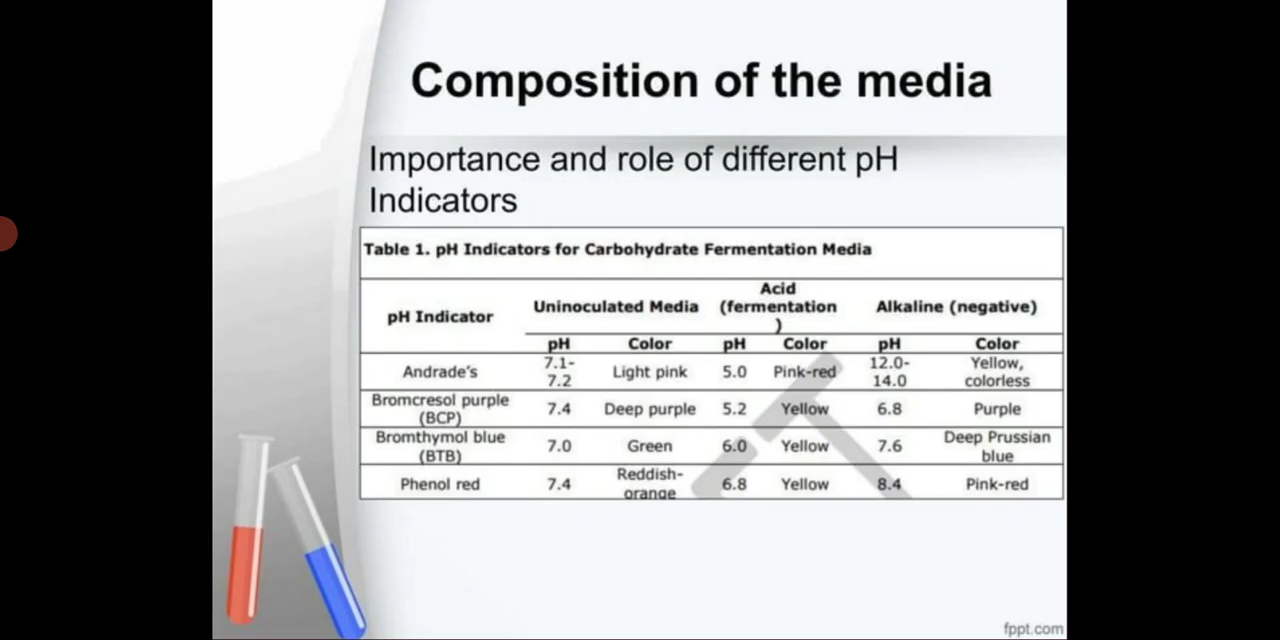 Composition of the media
Importance and role of different pH
Indicators
Table 1. pH Indicators for Carbohydrate Fermentation Media
pH Indicator
Uninoculated Media
Acid
(fermentation
)
Alkaline (negative)
pH Color pH Color pH Color
Andrade's 7.1-
7.2 Light pink 5.0 Pink-red 12.0-
14.0 Yellow,
colorless
Bromcresol purple
(BCP) 7.4 Deep purple 5.2 Yellow 6.8 Purple
Bromthymol blue
(BTB) 7.0 Green 6.0 Yellow 7.6 Deep Prussian
blue
Phenol red 7.4 Reddish-
orange 6.8 Yellow 8.4 Pink-red
fppt.com